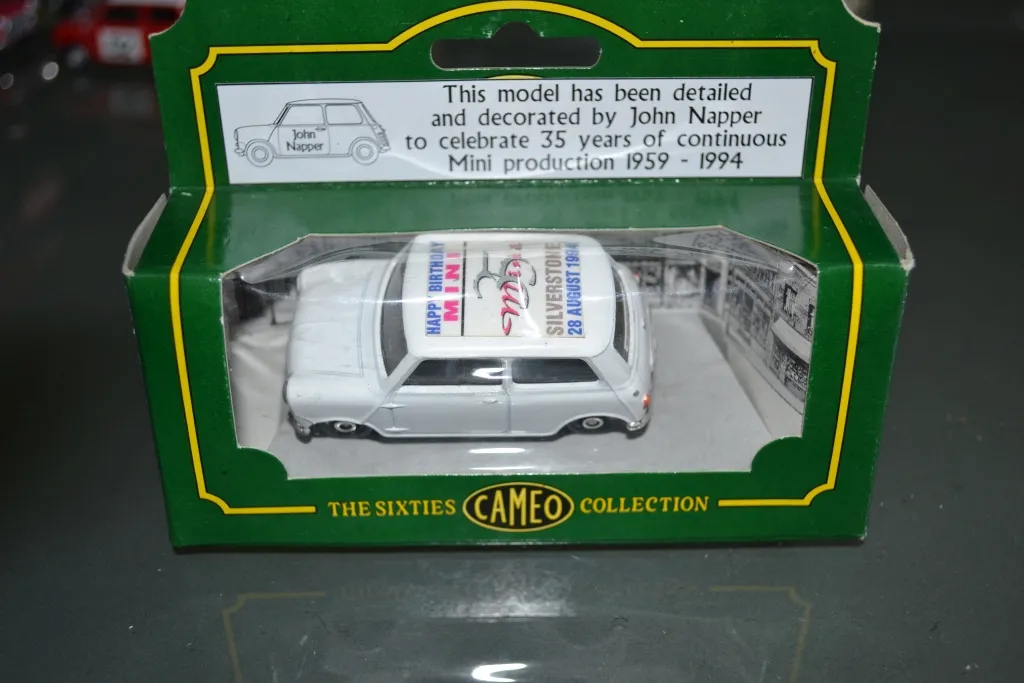 This model has been detailed
and decorated by John Napper
to celebrate 35 years of continuous
Mini production 1959 - 1994
John
Napper
HAPPY BIRTHDAY
MINI
SILVERSTONE
28 AUGUST 1994
THE SIXTIES CAMEO COLLECTION